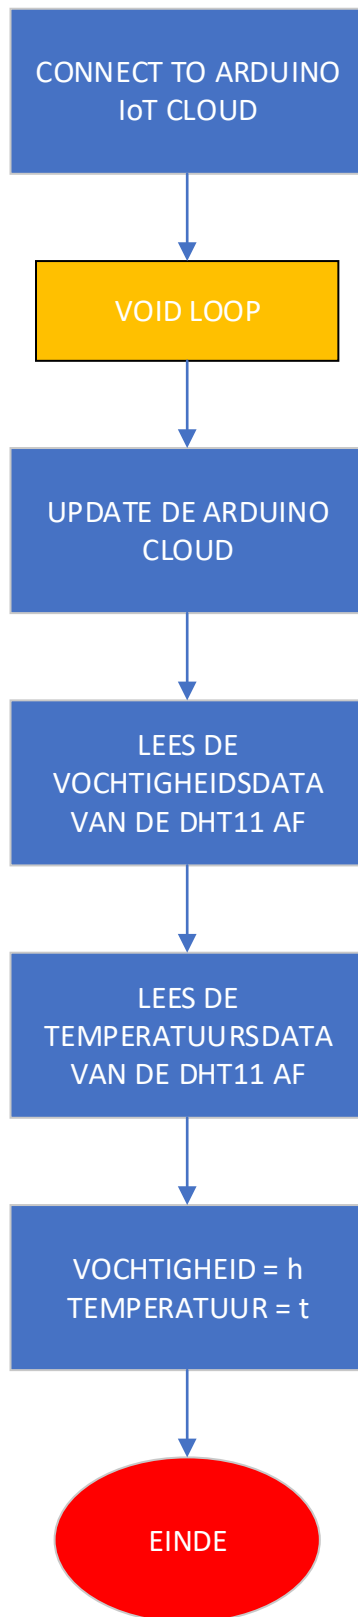 CONNECT TO ARDUINO
IoT CLOUD
VOID LOOP
UPDATE DE ARDUINO
CLOUD
LEES DE
VOCHTIGHEIDSDATA
VAN DE DHT11 AF
LEES DE
TEMPERATUURSDATA
VAN DE DHT11 AF
VOCHTIGHEID = h
TEMPERATUUR = t
EINDE